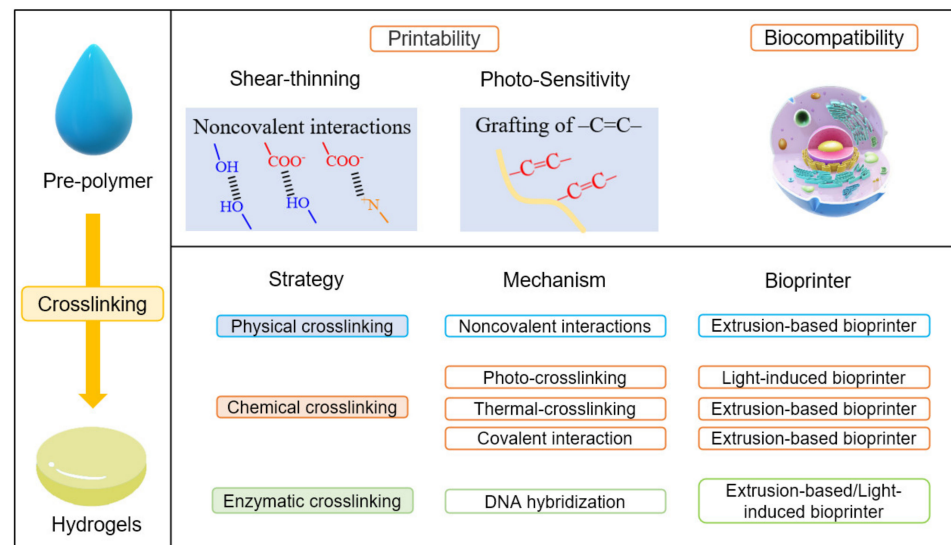 Pre-polymer
Crosslinking
Hydrogels
Printability
Biocompatibility
Shear-thinning
Photo-Sensitivity
Noncovalent interactions
OH
COO⁻
COO⁻
HO
HO
Grafting of –C=C–
–C=C–
–C=C–
Strategy
Mechanism
Bioprinter
Physical crosslinking
Noncovalent interactions
Extrusion-based bioprinter
Chemical crosslinking
Photo-crosslinking
Light-induced bioprinter
Thermal-crosslinking
Extrusion-based bioprinter
Covalent interaction
Extrusion-based bioprinter
Enzymatic crosslinking
DNA hybridization
Extrusion-based/Light-
induced bioprinter